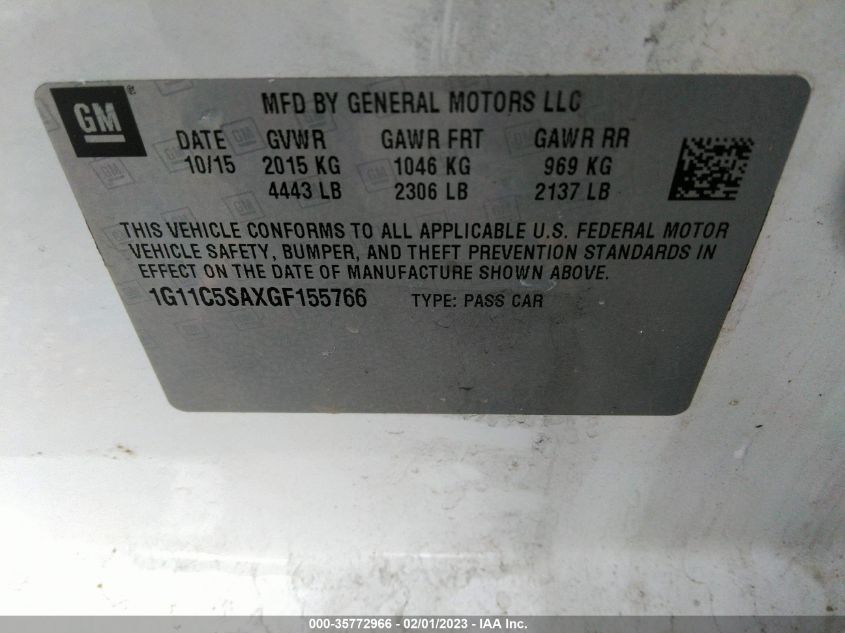 GM
MFD BY GENERAL MOTORS LLC
DATE GVWR GAWR FRT GAWR RR
10/15 2015 KG 1046 KG 969 KG
4443 LB 2306 LB 2137 LB
THIS VEHICLE CONFORMS TO ALL APPLICABLE U.S. FEDERAL MOTOR
VEHICLE SAFETY, BUMPER, AND THEFT PREVENTION STANDARDS IN
EFFECT ON THE DATE OF MANUFACTURE SHOWN ABOVE.
1G11C5SAXGF155766 TYPE: PASS CAR
000-35772966 - 02/01/2023 - IAA Inc.